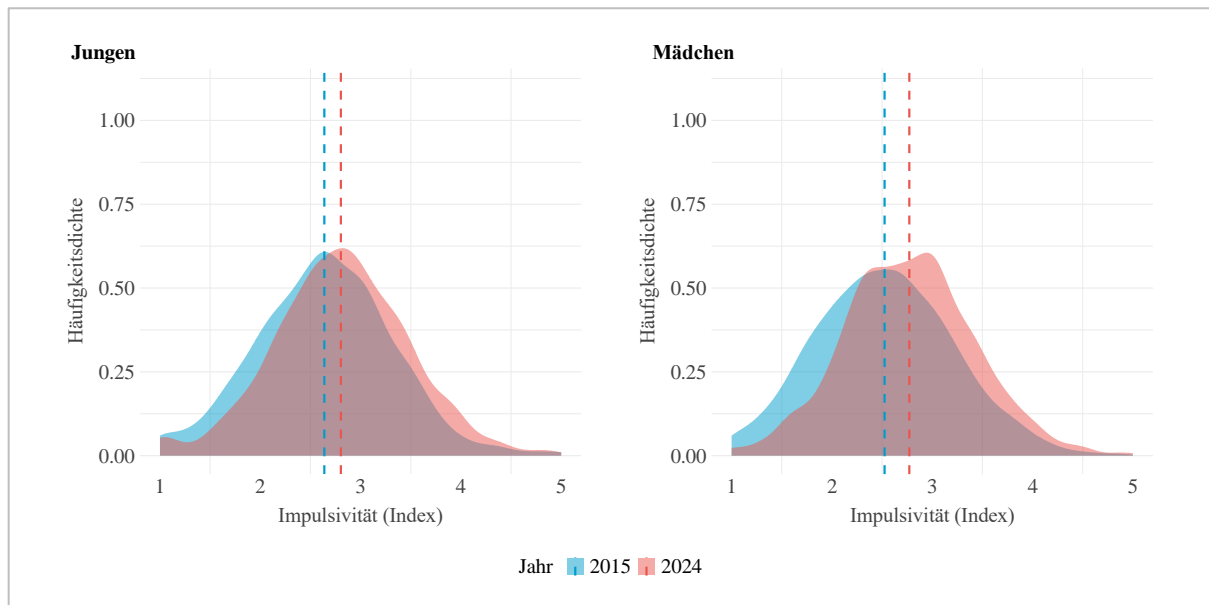 Jungen
Mädchen
1.00
0.75
0.50
0.25
0.00
Häufigkeitsdichte
1 2 3 4 5
Impulsivität (Index)
1.00
0.75
0.50
0.25
0.00
Häufigkeitsdichte
1 2 3 4 5
Impulsivität (Index)
Jahr 2015 2024